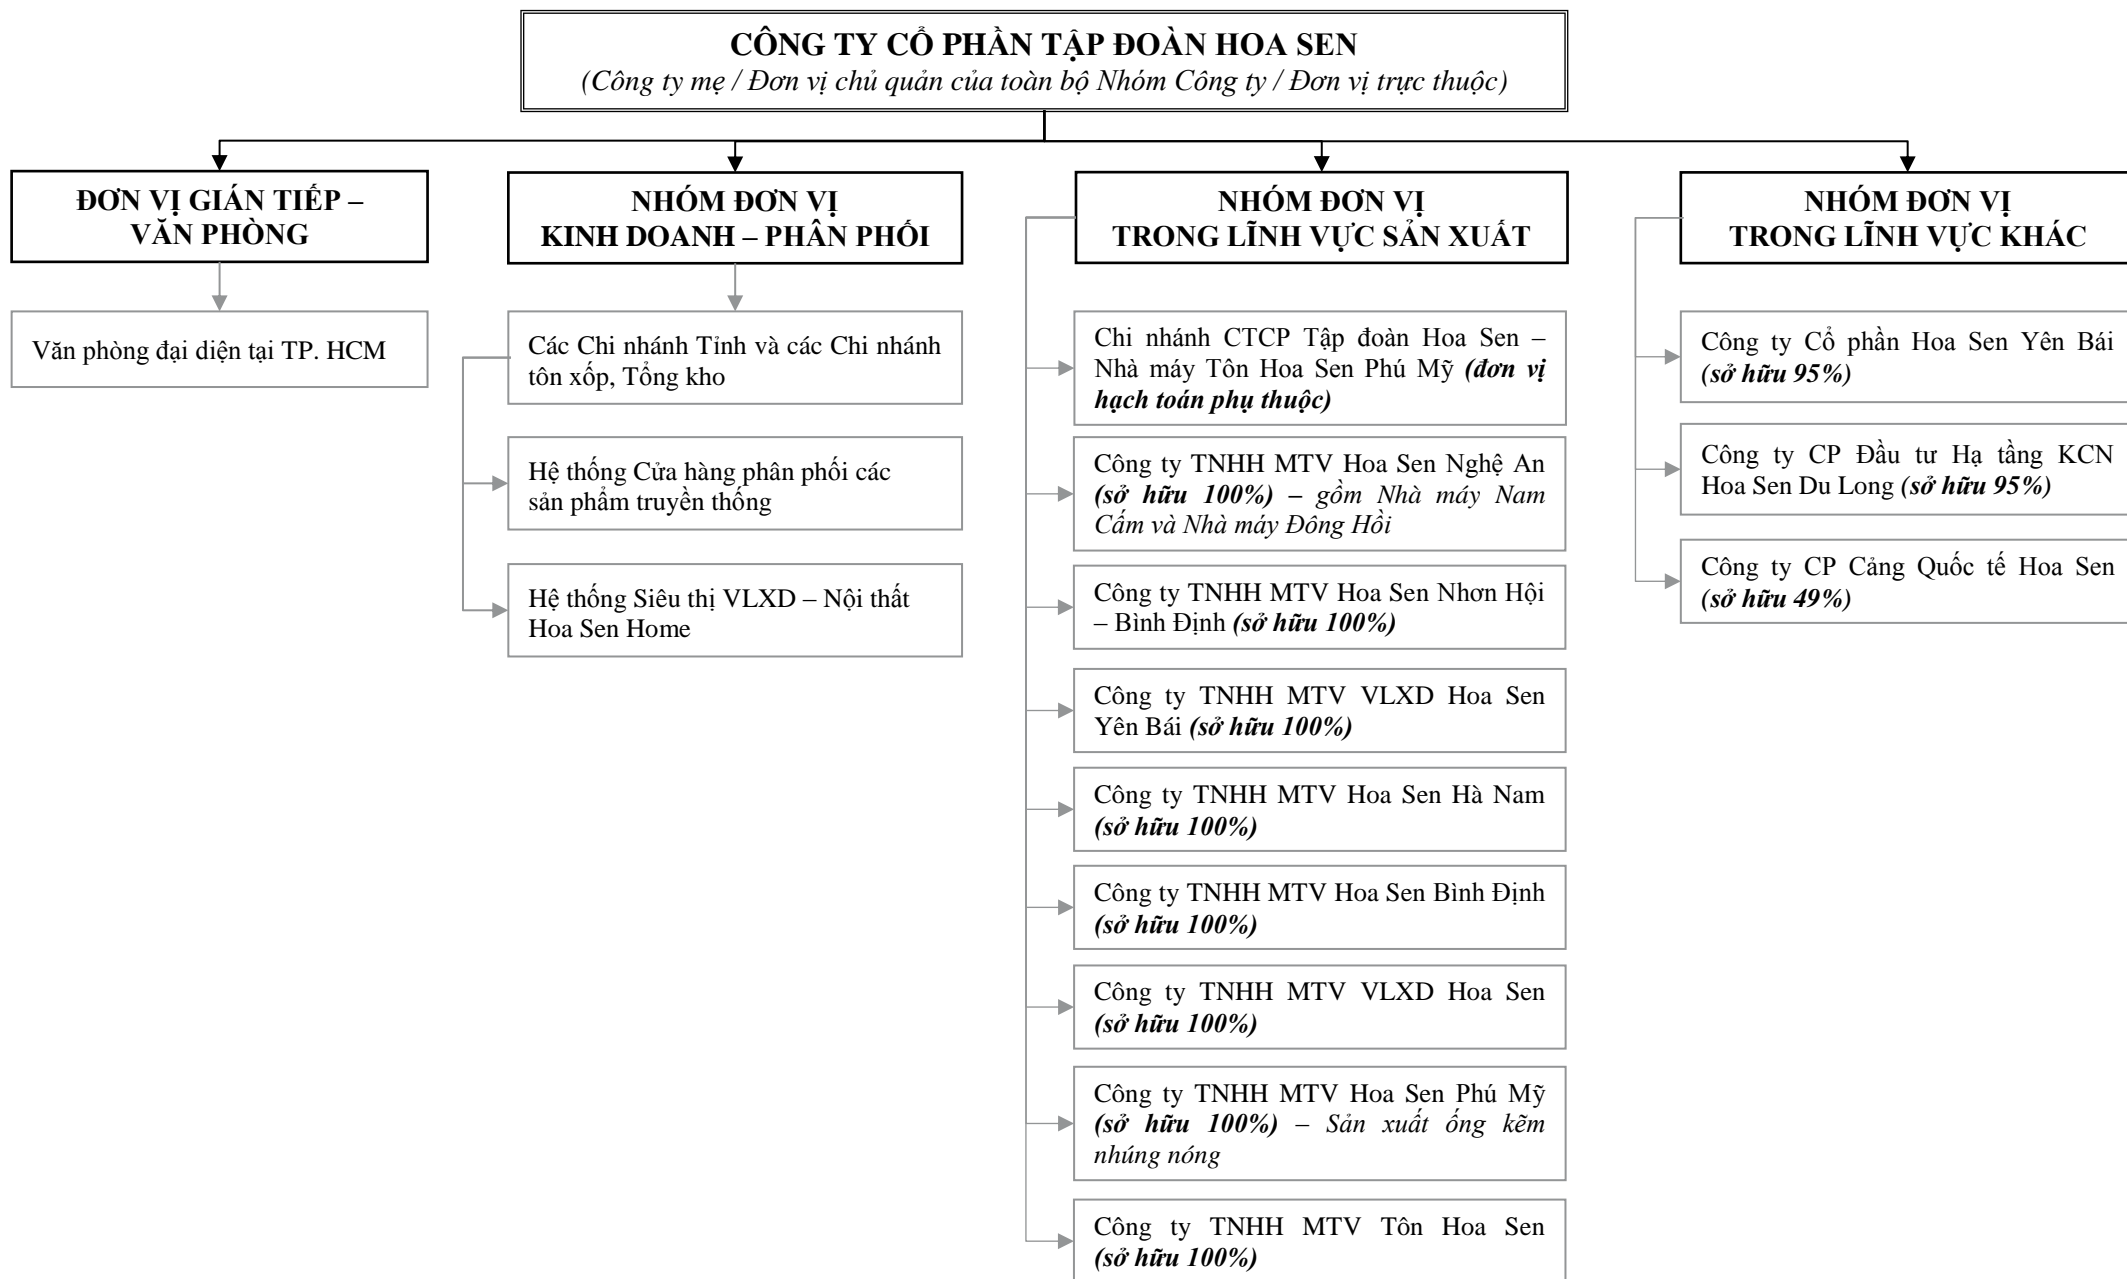 CÔNG TY CỔ PHẦN TẬP ĐOÀN HOA SEN
(Công ty mẹ / Đơn vị chủ quản của toàn bộ Nhóm Công ty / Đơn vị trực thuộc)
ĐƠN VỊ GIÁN TIẾP –
VĂN PHÒNG
Văn phòng đại diện tại TP. HCM
NHÓM ĐƠN VỊ
KINH DOANH – PHÂN PHỐI
Các Chi nhánh Tỉnh và các Chi nhánh
tôn xốp, Tổng kho
Hệ thống Cửa hàng phân phối các
sản phẩm truyền thống
Hệ thống Siêu thị VLXD – Nội thất
Hoa Sen Home
NHÓM ĐƠN VỊ
TRONG LĨNH VỰC SẢN XUẤT
Chi nhánh CTCP Tập đoàn Hoa Sen –
Nhà máy Tôn Hoa Sen Phú Mỹ (đơn vị
hạch toán phụ thuộc)
Công ty TNHH MTV Hoa Sen Nghệ An
(sở hữu 100%) – gồm Nhà máy Nam
Cấm và Nhà máy Đông Hồi
Công ty TNHH MTV Hoa Sen Nhơn Hội
– Bình Định (sở hữu 100%)
Công ty TNHH MTV VLXD Hoa Sen
Yên Bái (sở hữu 100%)
Công ty TNHH MTV Hoa Sen Hà Nam
(sở hữu 100%)
Công ty TNHH MTV Hoa Sen Bình Định
(sở hữu 100%)
Công ty TNHH MTV VLXD Hoa Sen
(sở hữu 100%)
Công ty TNHH MTV Hoa Sen Phú Mỹ
(sở hữu 100%) – Sản xuất ống kẽm
nhúng nóng
Công ty TNHH MTV Tôn Hoa Sen
(sở hữu 100%)
NHÓM ĐƠN VỊ
TRONG LĨNH VỰC KHÁC
Công ty Cổ phần Hoa Sen Yên Bái
(sở hữu 95%)
Công ty CP Đầu tư Hạ tầng KCN
Hoa Sen Du Long (sở hữu 95%)
Công ty CP Cảng Quốc tế Hoa Sen
(sở hữu 49%)